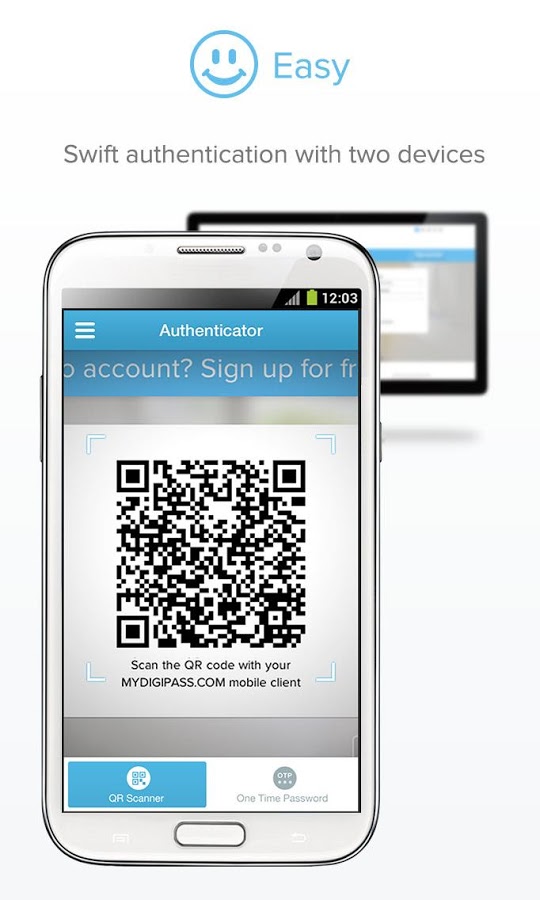 Easy
Swift authentication with two devices
12:03
Authenticator
o account? Sign up for fr
Scan the QR code with your
MYDIGIPASS.COM mobile client
OTP
QR Scanner
One Time Password